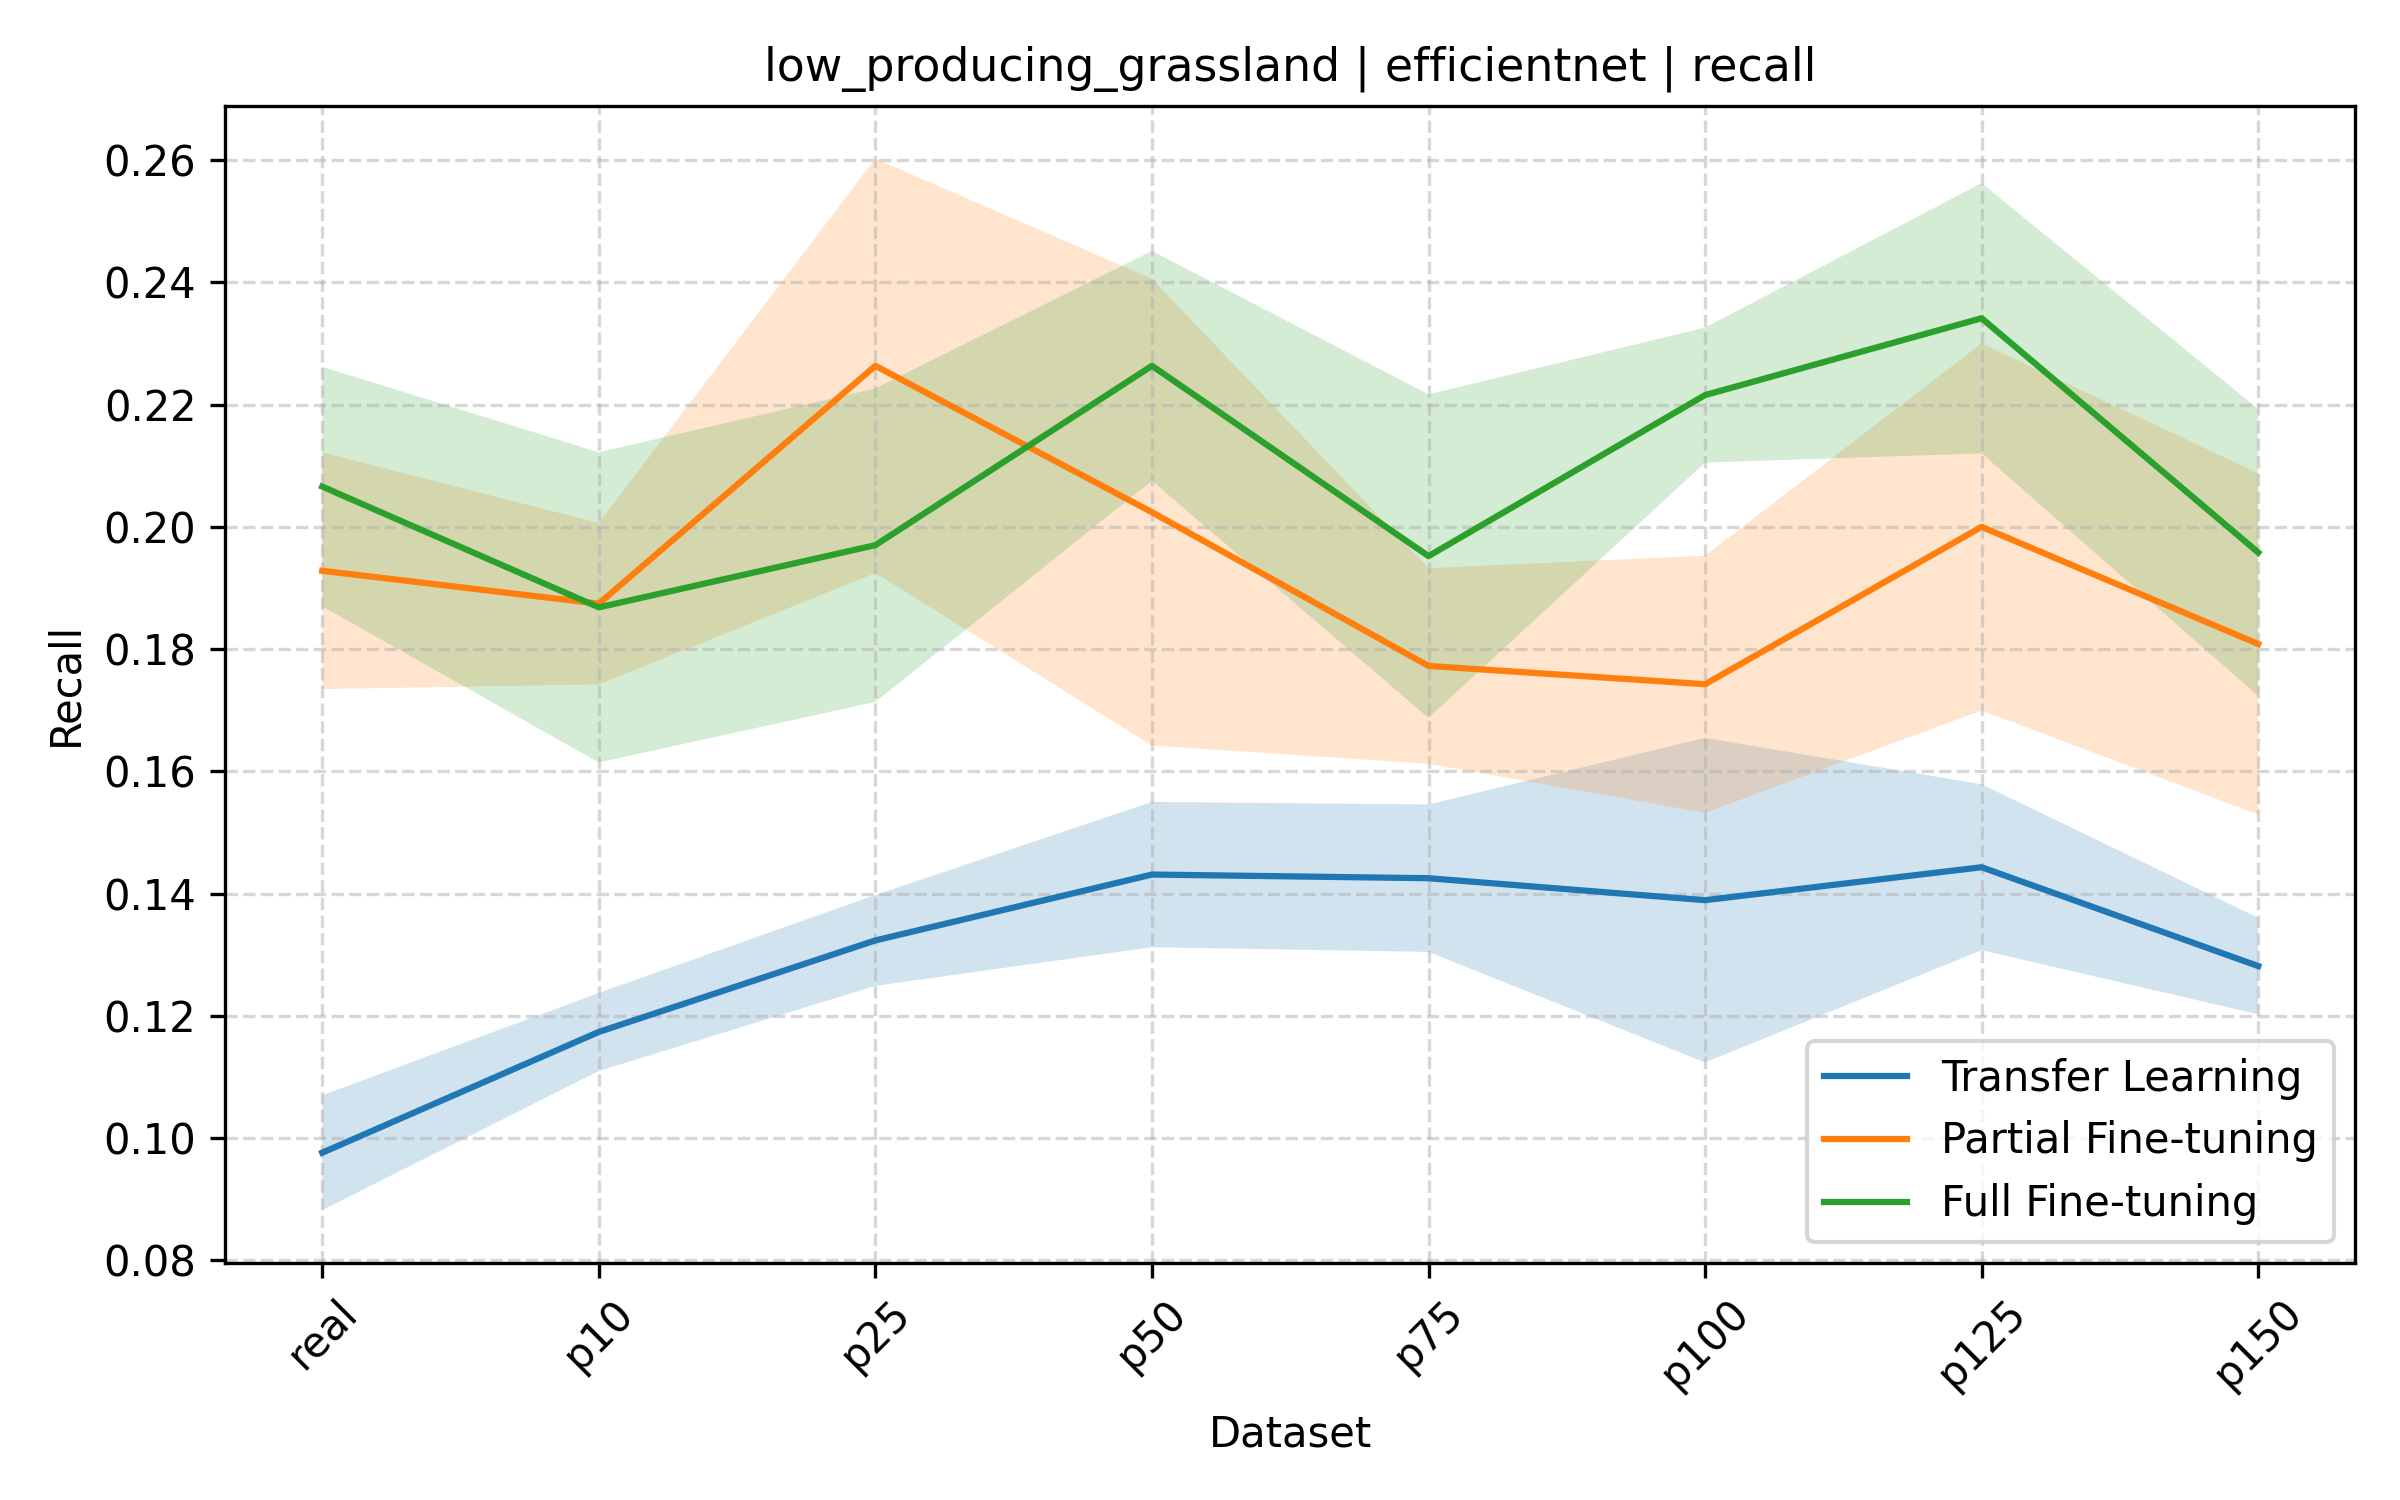 low_producing_grassland | efficientnet | recall
0.26
0.24
0.22
0.20
0.18
0.16
0.14
0.12
0.10
0.08
Recall
Transfer Learning
Partial Fine-tuning
Full Fine-tuning
real
p10
p25
p50
p75
p100
p125
p150
Dataset